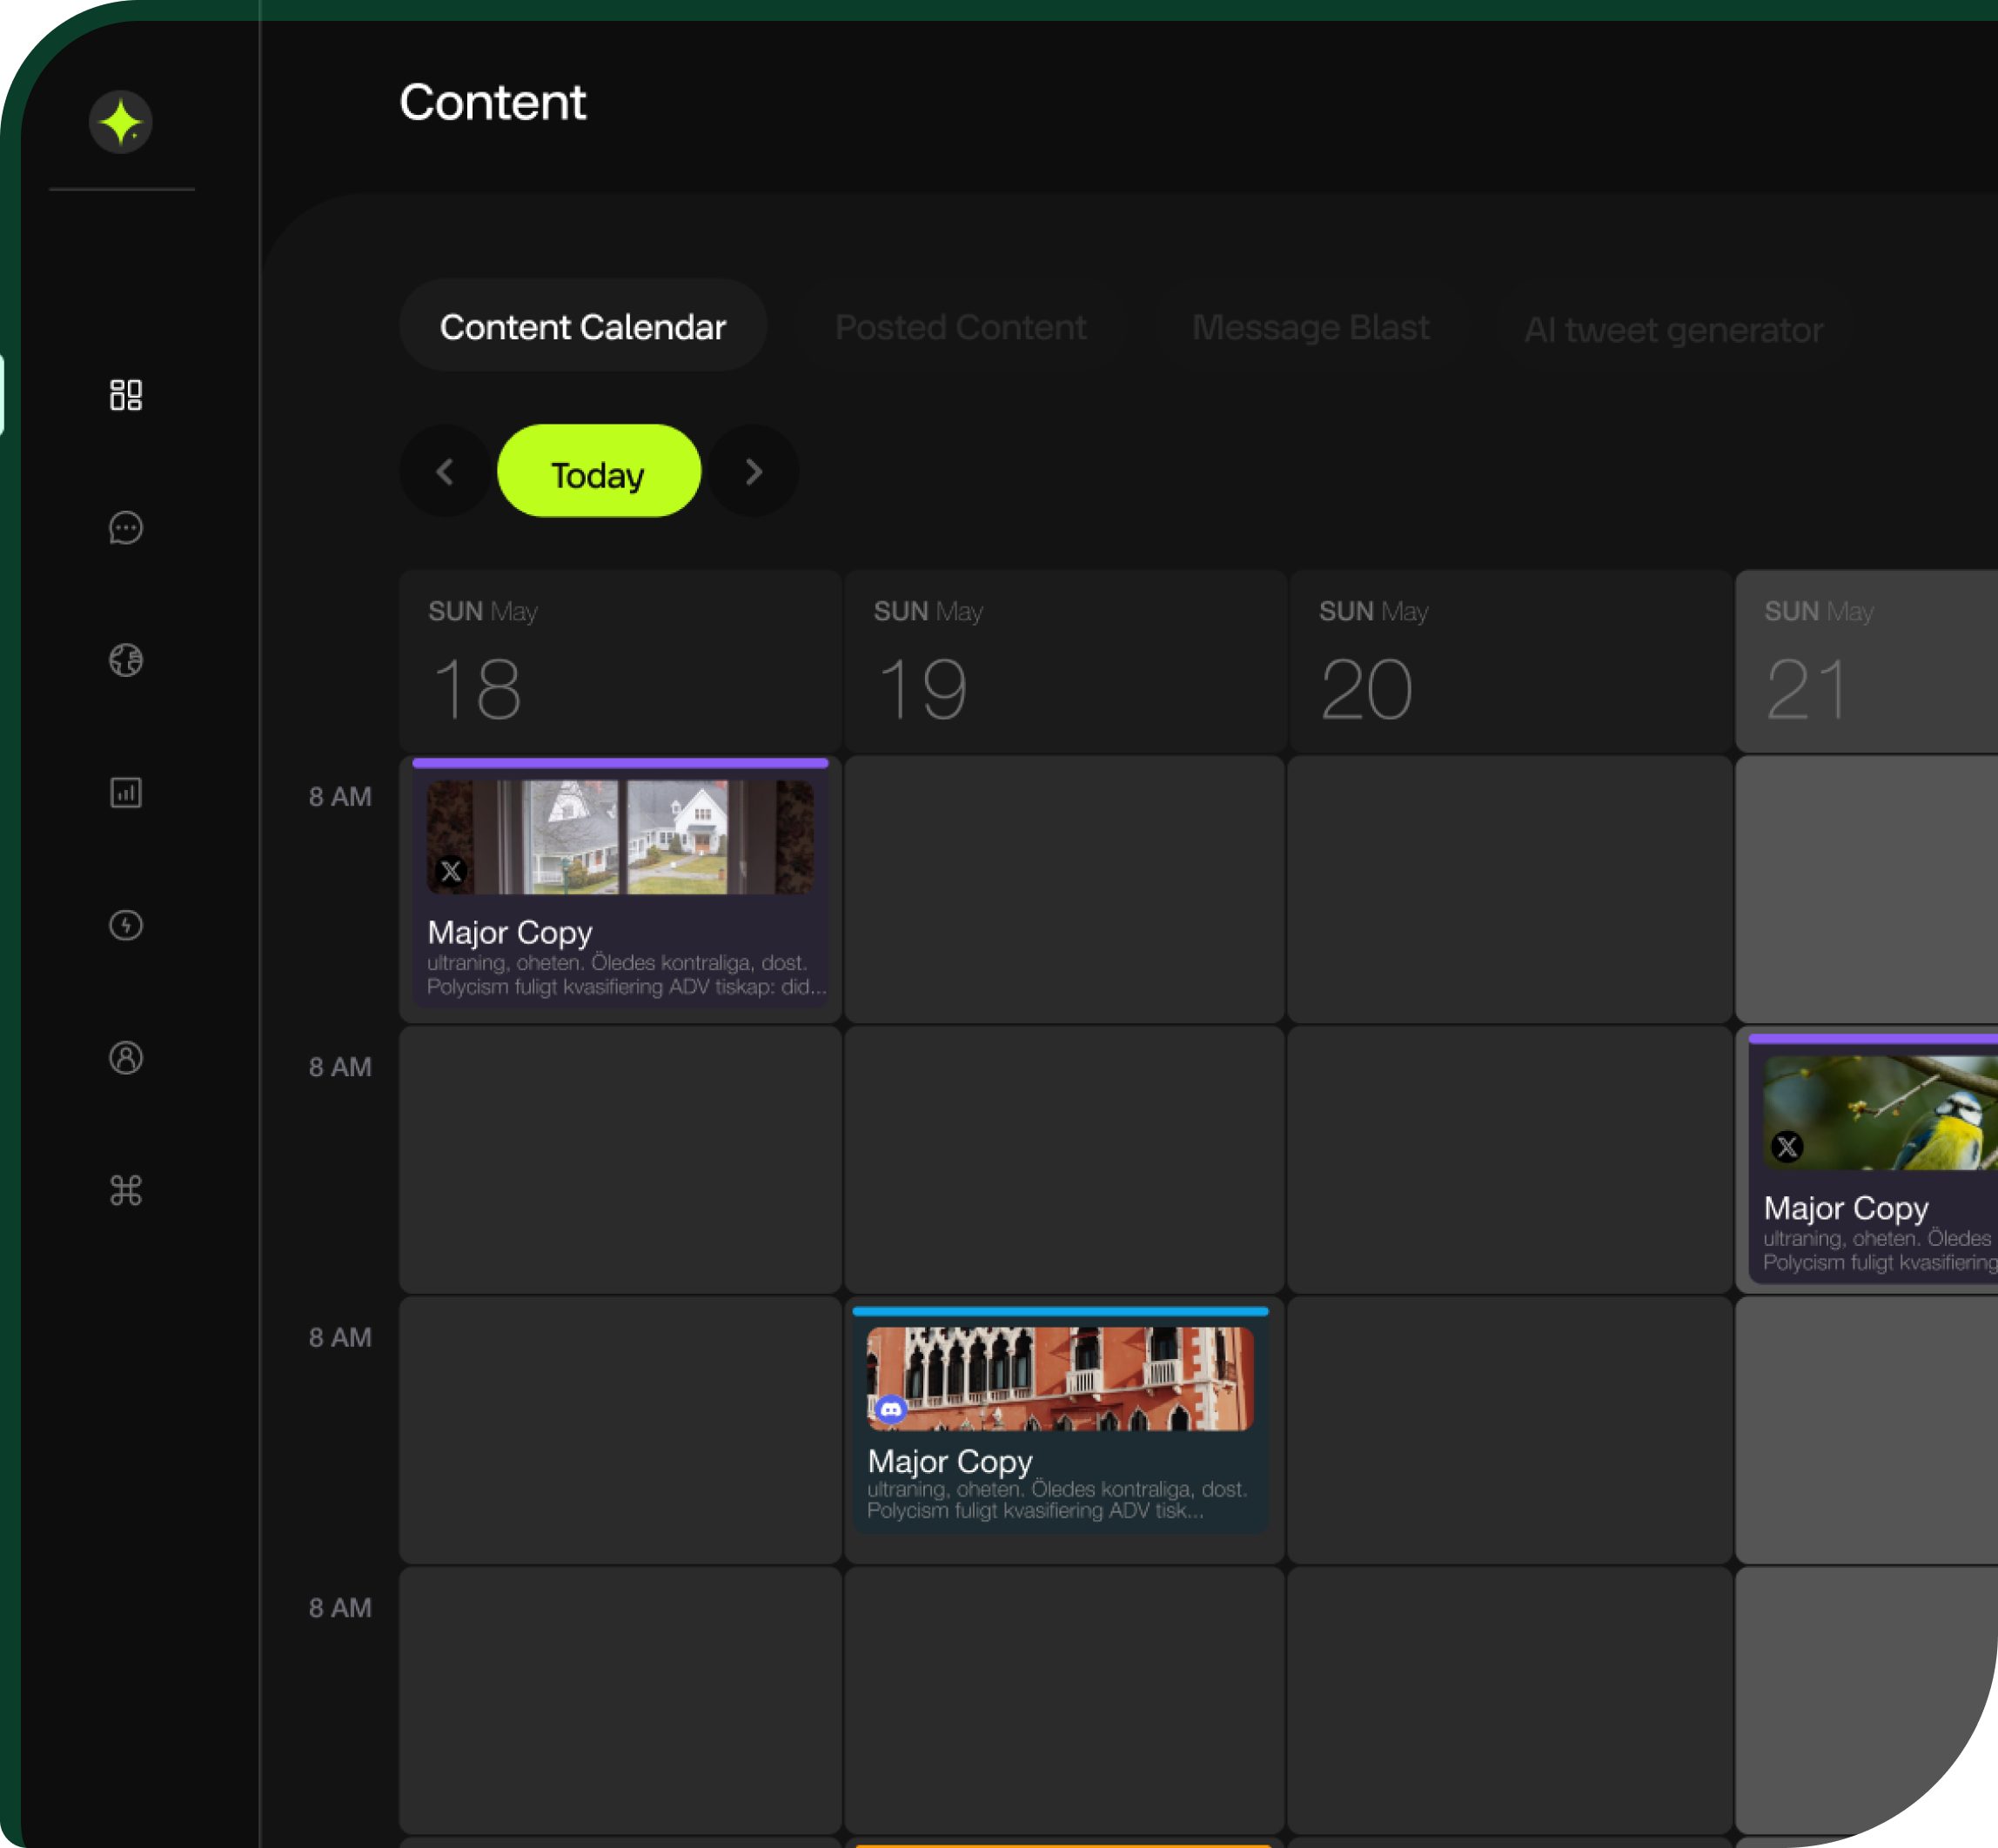 Content
Content Calendar
Posted Content
Message Blast
AI tweet generator
Today
SUN May
18
SUN May
19
SUN May
20
SUN May
21
8 AM
Major Copy
ultraning, oheten. Öledes kontraliga, dost.
Polycism fuligt kvasifiering ADV tiskap: did...
8 AM
Major Copy
ultraning, oheten. Öledes
Polycism fuligt kvasifiering
8 AM
Major Copy
ultraning, oheten. Öledes kontraliga, dost.
Polycism fuligt kvasifiering ADV tisk...
8 AM